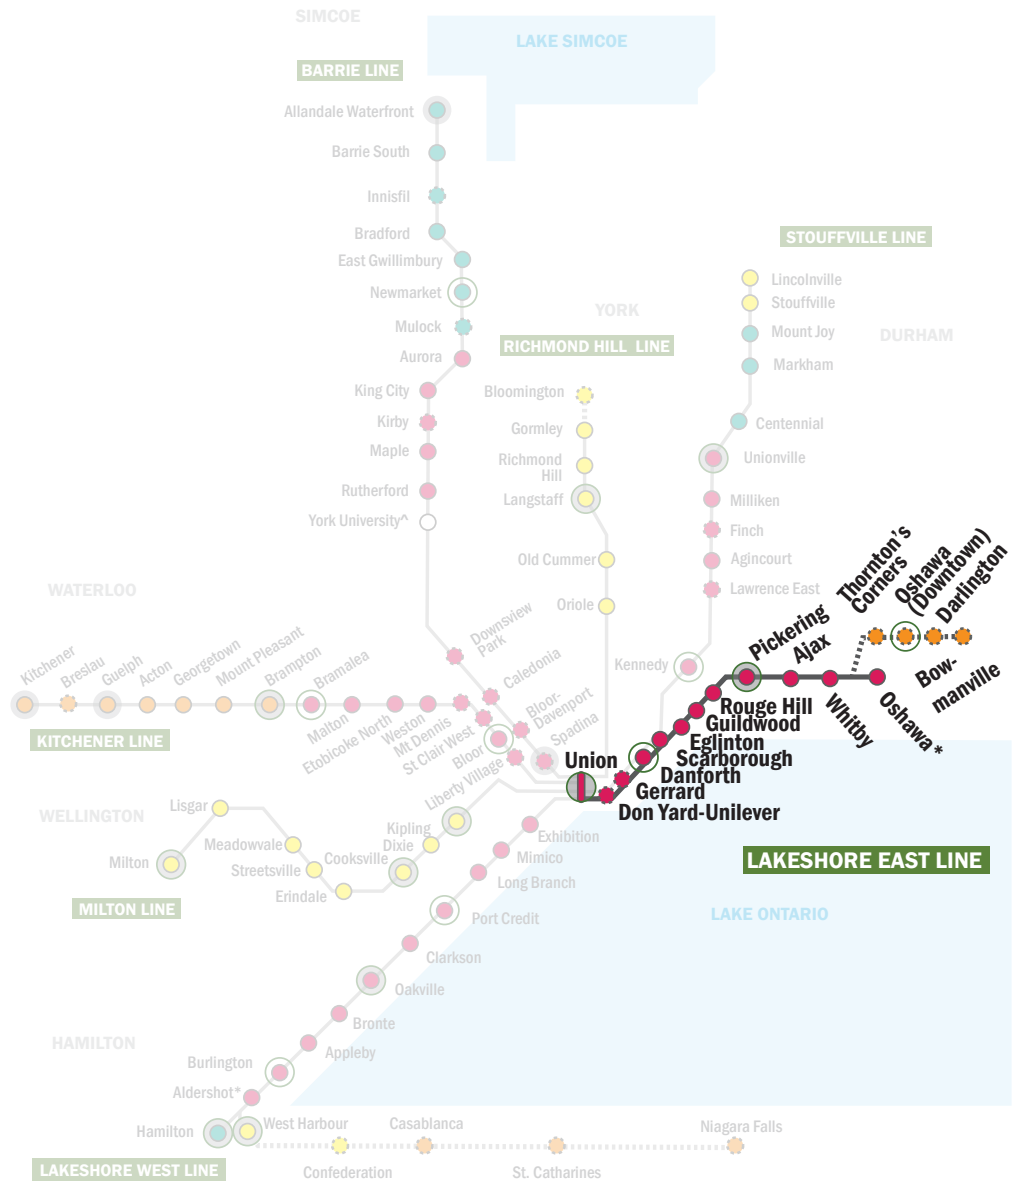 SIMCOE
LAKE SIMCOE
BARRIE LINE
Allandale Waterfront
Barrie South
Innisfil
Bradford
East Gwillimbury
Newmarket
Mulock
Aurora
King City
Kirby
Maple
Rutherford
York University^
Downsview
Park
Caledonia
Bloor-
Davenport
Spadina
YORK
RICHMOND HILL LINE
Bloomington
Gormley
Richmond
Hill
Langstaff
Old Cummer
Oriole
STOUFFVILLE LINE
Lincolnville
Stouffville
Mount Joy
Markham
Centennial
Unionville
Milliken
Finch
Agincourt
Lawrence East
Kennedy
DURHAM
WATERLOO
Kitchener
Breslau
Guelph
Acton
Georgetown
Mount Pleasant
Brampton
Bramalea
Malton
Etobicoke North
Weston
Mt Dennis
St Clair West
Bloor
Liberty Village
KITCHENER LINE
Thornton's
Corners
Oshawa
(Downtown)
Darlington
Bow-
manville
Pickering
Ajax
Whitby
Oshawa *
Rouge Hill
Guildwood
Eglinton
Scarborough
Danforth
Gerrard
Don Yard-Unilever
Union
LAKESHORE EAST LINE
LAKE ONTARIO
WELLINGTON
Lisgar
Milton
Meadowvale
Streetsville
Erindale
Cooksville
Dixie
Kipling
MILTON LINE
Exhibition
Mimico
Long Branch
Port Credit
Clarkson
Oakville
Bronte
Appleby
HAMILTON
Burlington
Aldershot*
Hamilton
West Harbour
Confederation
Casablanca
St. Catharines
Niagara Falls
LAKESHORE WEST LINE